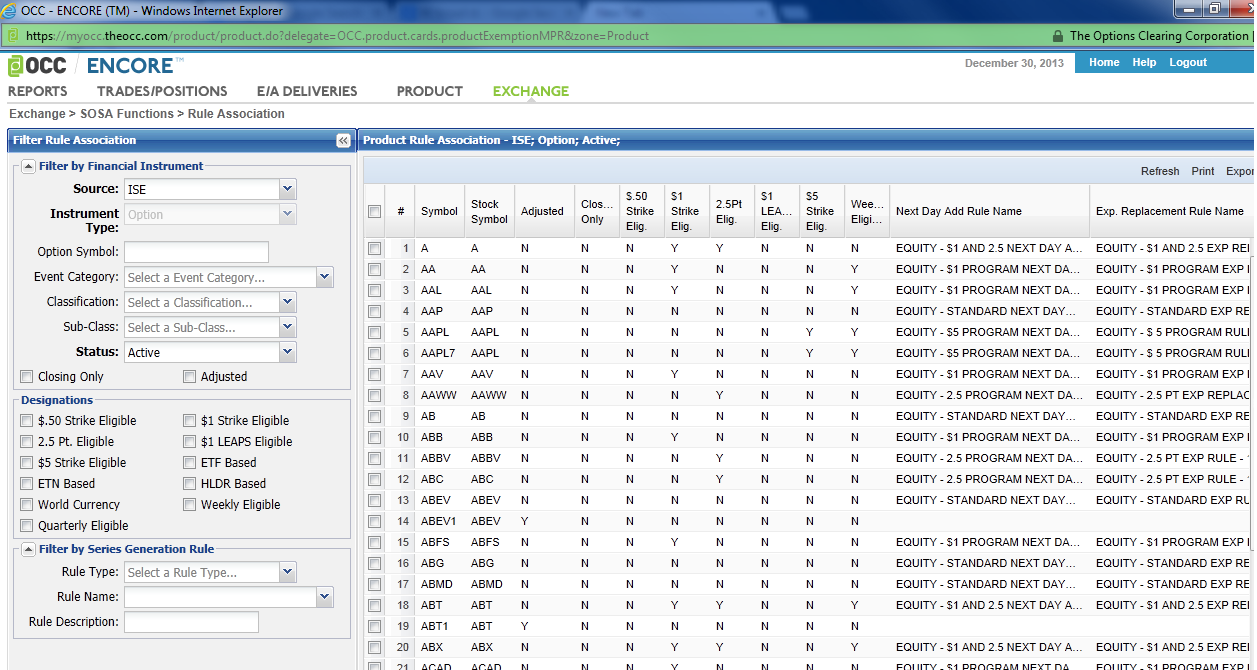 OCC - ENCORE (TM) - Windows Internet Explorer
https://myocc.theocc.com/product/product.do?delegate=OCC.product.cards.productExemptionMPR&zone=Product The Options Clearing Corporation
OCC ENCORE™ December 30, 2013 Home Help Logout
REPORTS TRADES/POSITIONS E/A DELIVERIES PRODUCT EXCHANGE
Exchange > SOSA Functions > Rule Association
Filter Rule Association
Filter by Financial Instrument
Source: ISE
Instrument Type: Option
Option Symbol:
Event Category: Select a Event Category...
Classification: Select a Classification...
Sub-Class: Select a Sub-Class...
Status: Active
Closing Only Adjusted
Designations
$.50 Strike Eligible $1 Strike Eligible
2.5 Pt. Eligible $1 LEAPS Eligible
$5 Strike Eligible ETF Based
ETN Based HLDR Based
World Currency Weekly Eligible
Quarterly Eligible
Filter by Series Generation Rule
Rule Type: Select a Rule Type...
Rule Name:
Rule Description:
Product Rule Association - ISE; Option; Active;
Refresh Print Expor
# Symbol Stock Symbol Adjusted Clos... Only $.50 Strike Elig. $1 Strike Elig. 2.5Pt Elig. $1 LEA... Elig. $5 Strike Elig. Wee... Eligi... Next Day Add Rule Name Exp. Replacement Rule Name
1 A A N N N Y Y N N N EQUITY - $1 AND 2.5 NEXT DAY A... EQUITY - $1 AND 2.5 EXP REI
2 AA AA N N N Y N N N Y EQUITY - $1 PROGRAM NEXT DA... EQUITY - $1 PROGRAM EXP I
3 AAL AAL N N N Y N N N Y EQUITY - $1 PROGRAM NEXT DA... EQUITY - $1 PROGRAM EXP I
4 AAP AAP N N N N N N N N EQUITY - STANDARD NEXT DAY... EQUITY - STANDARD EXP RE
5 AAPL AAPL N N N N N N Y Y EQUITY - $5 PROGRAM NEXT DA... EQUITY - $ 5 PROGRAM RULI
6 AAPL7 AAPL N N N N N N Y Y EQUITY - $5 PROGRAM NEXT DA... EQUITY - $ 5 PROGRAM RULI
7 AAV AAV N N N Y N N N N EQUITY - $1 PROGRAM NEXT DA... EQUITY - $1 PROGRAM EXP I
8 AAWW AAWW N N N N Y N N N EQUITY - 2.5 PROGRAM NEXT DA... EQUITY - 2.5 PT EXP REPLAC
9 AB AB N N N N N N N N EQUITY - STANDARD NEXT DAY... EQUITY - STANDARD EXP RE
10 ABB ABB N N N Y N N N N EQUITY - $1 PROGRAM NEXT DA... EQUITY - $1 PROGRAM EXP I
11 ABBV ABBV N N N N Y N N N EQUITY - 2.5 PROGRAM NEXT DA... EQUITY - 2.5 PT EXP RULE -
12 ABC ABC N N N N Y N N N EQUITY - 2.5 PROGRAM NEXT DA... EQUITY - 2.5 PT EXP RULE -
13 ABEV ABEV N N N N N N N N EQUITY - STANDARD NEXT DAY... EQUITY - STANDARD EXP RU
14 ABEV1 ABEV Y N N N N N N N
15 ABFS ABFS N N N Y N N N N EQUITY - $1 PROGRAM NEXT DA... EQUITY - $1 PROGRAM EXP I
16 ABG ABG N N N N N N N N EQUITY - STANDARD NEXT DAY... EQUITY - STANDARD EXP RE
17 ABMD ABMD N N N N N N N N EQUITY - STANDARD NEXT DAY... EQUITY - STANDARD EXP RE
18 ABT ABT N N N Y Y N N Y EQUITY - $1 AND 2.5 NEXT DAY A... EQUITY - $1 AND 2.5 EXP REI
19 ABT1 ABT Y N N N N N N Y
20 ABX ABX N N N Y Y N N Y EQUITY - $1 AND 2.5 NEXT DAY A... EQUITY - $1 AND 2.5 EXP REI
21 ACAD ACAD N N N Y N N N N EQUITY - $1 PROGRAM NEXT DA... EQUITY - $1 PROGRAM EXP I